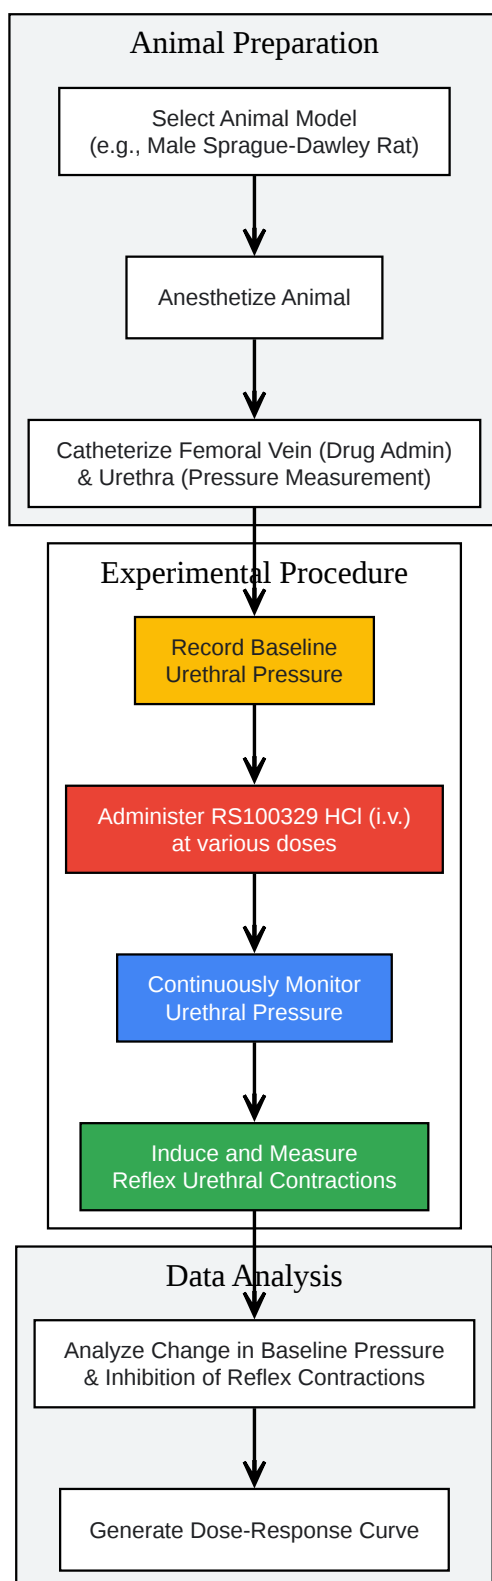 Animal Preparation
Select Animal Model
(e.g., Male Sprague-Dawley Rat)
Anesthetize Animal
Catheterize Femoral Vein (Drug Admin)
& Urethra (Pressure Measurement)
Experimental Procedure
Record Baseline
Urethral Pressure
Administer RS100329 HCl (i.v.)
at various doses
Continuously Monitor
Urethral Pressure
Induce and Measure
Reflex Urethral Contractions
Data Analysis
Analyze Change in Baseline Pressure
& Inhibition of Reflex Contractions
Generate Dose-Response Curve